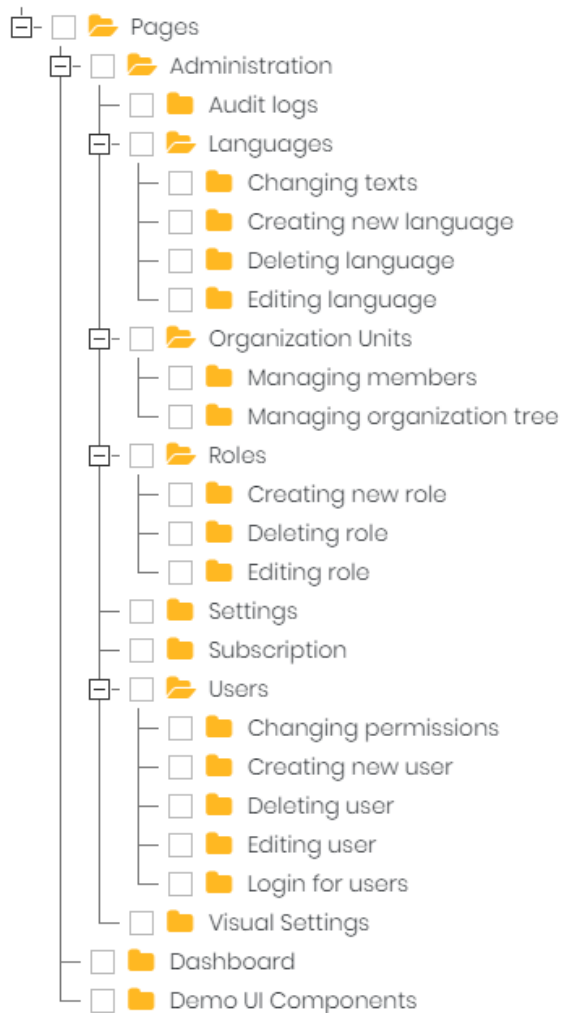 Pages
Administration
Audit logs
Languages
Changing texts
Creating new language
Deleting language
Editing language
Organization Units
Managing members
Managing organization tree
Roles
Creating new role
Deleting role
Editing role
Settings
Subscription
Users
Changing permissions
Creating new user
Deleting user
Editing user
Login for users
Visual Settings
Dashboard
Demo UI Components